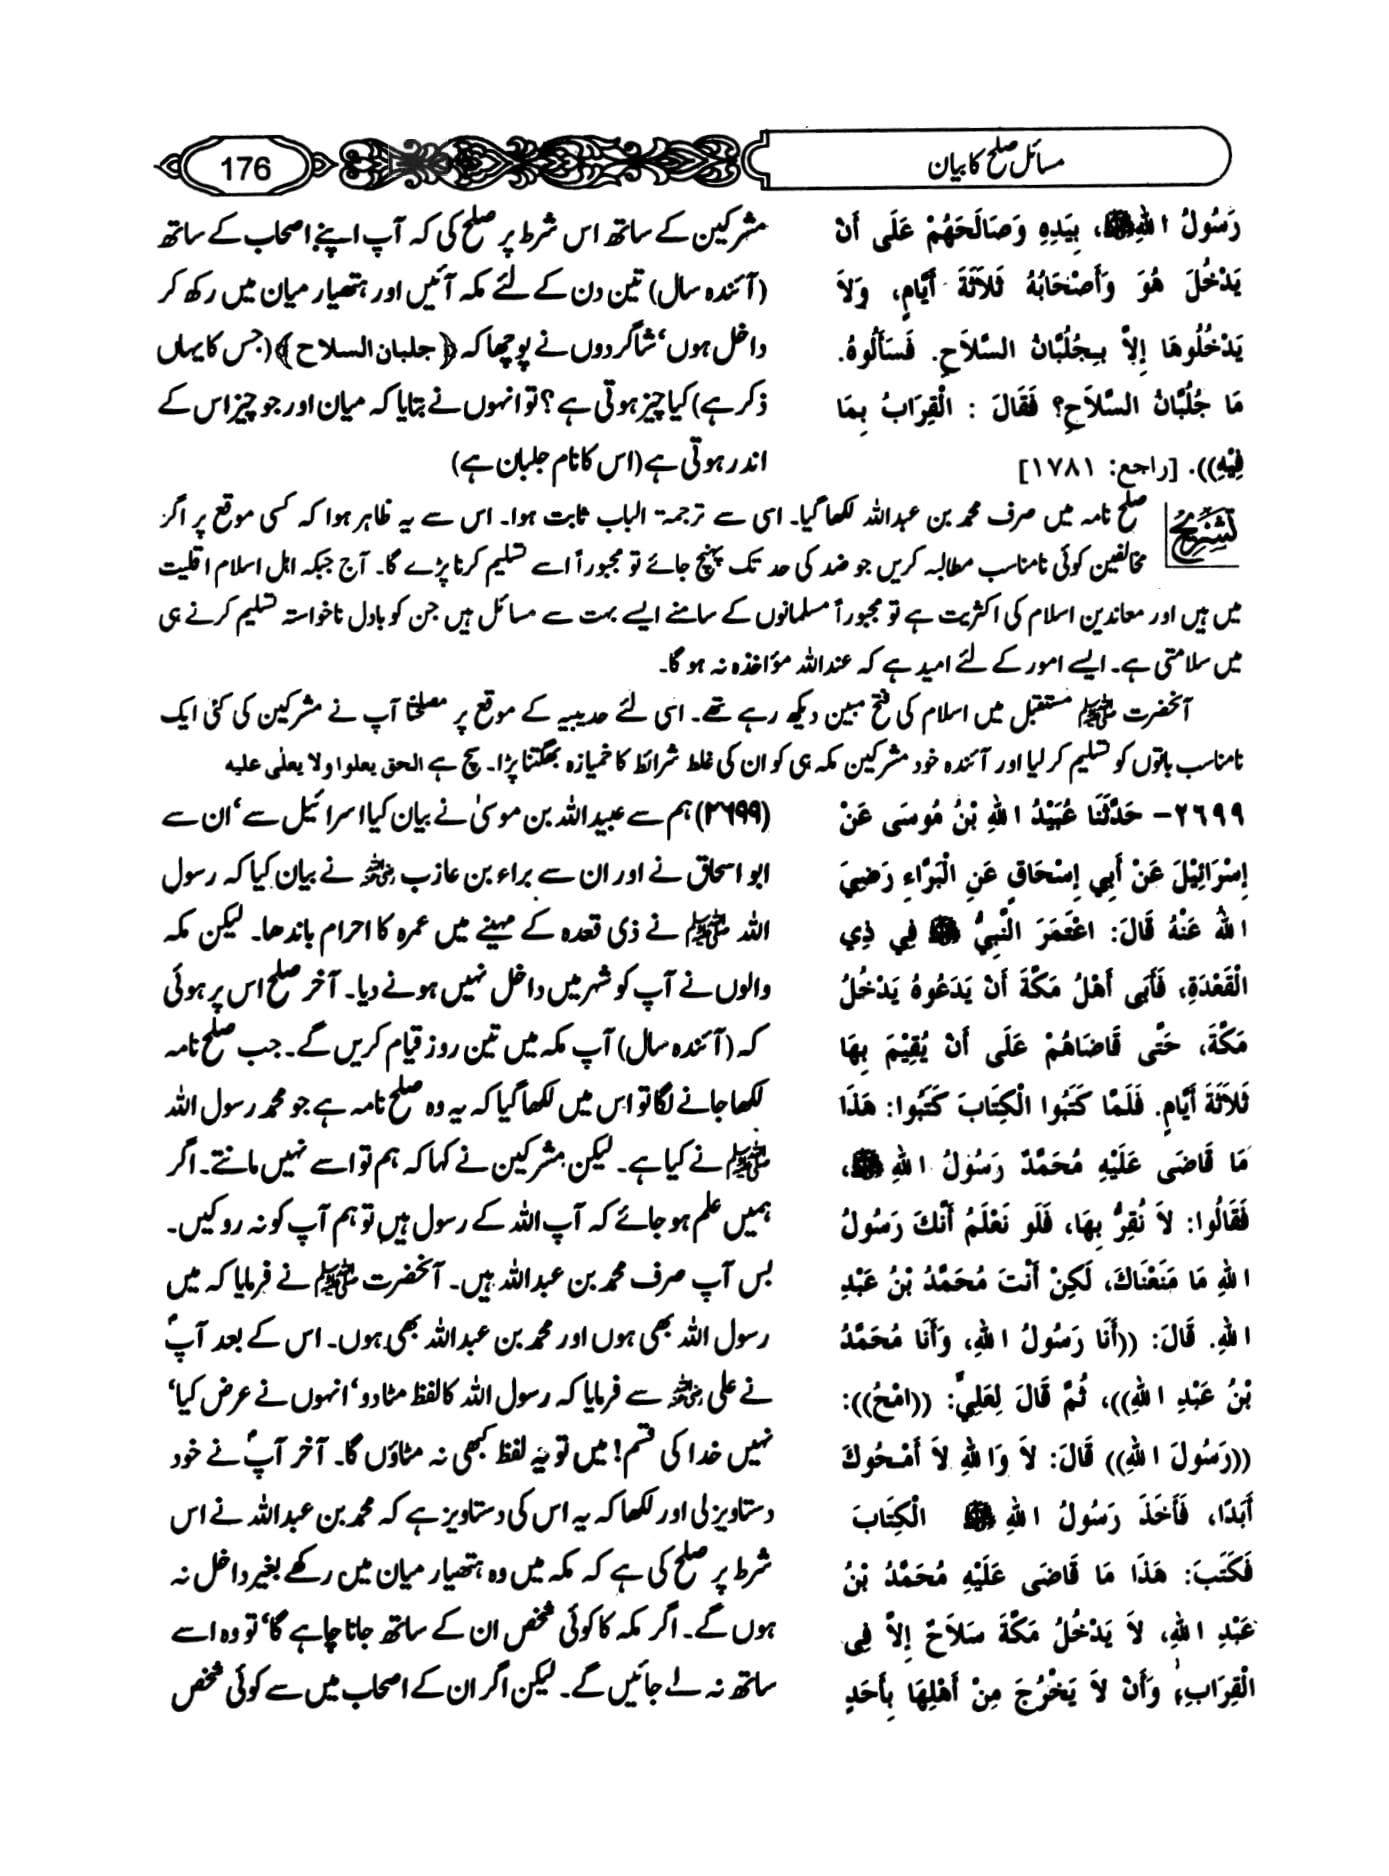 مسائل صلح کا بیان
176
رَسُولُ اللهِ ﷺ، بِيَدِهِ وَصَالَحَهُمْ عَلَى أَنْ
يَدْخُلَ هُوَ وَأَصْحَابُهُ ثَلاَثَةَ أَيَّامٍ، وَلاَ
يَدْخُلُوهَا إِلاَّ بِجُلُبَّانِ السِّلاَحِ. فَسَأَلُوهُ.
مَا جُلُبَّانُ السِّلاَحِ؟ فَقَالَ : الْقِرَابُ بِمَا
فِيْهِ)). [راجع: ١٧٨١]
مشرکین کے ساتھ اس شرط پر صلح کی کہ آپ اپنے اصحاب کے ساتھ
(آئندہ سال) تین دن کے لئے مکہ آئیں اور ہتھیار میان میں رکھ کر
داخل ہوں، شاگردوں نے پوچھا کہ ﴿جلبان السلاح﴾ (جس کا یہاں
ذکر ہے) کیا چیز ہوتی ہے؟ تو انہوں نے بتایا کہ میان اور جو چیز اس کے
اندر ہوتی ہے (اس کا نام جلبان ہے)
تشریح
صلح نامہ میں صرف محمد بن عبداللہ لکھا گیا۔ اسی سے ترجمۃ الباب ثابت ہوا۔ اس سے یہ ظاہر ہوا کہ کسی موقع پر اگر
مخالفین کوئی نامناسب مطالبہ کریں جو ضد کی حد تک پہنچ جائے تو مجبوراً اسے تسلیم کرنا پڑے گا۔ آج جبکہ اہل اسلام اقلیت
میں ہیں اور معاندین اسلام کی اکثریت ہے تو مجبوراً مسلمانوں کے سامنے ایسے بہت سے مسائل ہیں جن کو بادل ناخواستہ تسلیم کرنے ہی
میں سلامتی ہے۔ ایسے امور کے لئے امید ہے کہ عنداللہ مؤاخذہ نہ ہو گا۔
آنحضرت ﷺ مستقبل میں اسلام کی فتح مبین دیکھ رہے تھے۔ اسی لئے حدیبیہ کے موقع پر مصلحتاً آپ نے مشرکین کی کئی ایک
نامناسب باتوں کو تسلیم کر لیا اور آئندہ خود مشرکین مکہ ہی کو ان کی غلط شرائط کا خمیازہ بھگتنا پڑا۔ سچ ہے الحق یعلوا ولا یعلی علیه
٢٦٩٩- حَدَّثَنَا عُبَيْدُ اللهِ بْنُ مُوسَى عَنْ
إِسْرَائِيْلَ عَنْ أَبِي إِسْحَاقٍ عَنِ الْبَرَّاءِ رَضِيَ
اللهُ عَنْهُ قَالَ: اعْتَمَرَ النَّبِيُّ ﷺ فِي ذِي
الْقَعْدَةِ، فَأَبَى أَهْلُ مَكَّةَ أَنْ يَدَعُوهُ يَدْخُلُ
مَكَّةَ، حَتَّى قَاضَاهُمْ عَلَى أَنْ يُقِيْمَ بِهَا
ثَلاَثَةَ أَيَّامٍ. فَلَمَّا كَتَبُوا الْكِتَابَ كَتَبُوا: هَذَا
مَا قَاضَى عَلَيْهِ مُحَمَّدٌ رَسُولُ اللهِ ﷺ،
فَقَالُوا: لاَ نُقِرُّ بِهَا، فَلَو نَعْلَمُ أَنَّكَ رَسُولُ
اللهِ مَا مَنَعْنَاكَ، لَكِنْ أَنْتَ مُحَمَّدُ بْنُ عَبْدِ
اللهِ. قَالَ: ((أَنَا رَسُولُ اللهِ، وَأَنَا مُحَمَّدُ
بْنُ عَبْدِ اللهِ))، ثُمَّ قَالَ لِعَلِيٍّ: ((امْحُ)):
((رَسُولَ اللهِ)) قَالَ: لاَ وَاللهِ لاَ أَمْحُوكَ
أَبَدًا، فَأَخَذَ رَسُولُ اللهِ ﷺ الْكِتَابَ
فَكَتَبَ: هَذَا مَا قَاضَى عَلَيْهِ مُحَمَّدُ بْنُ
عَبْدِ اللهِ، لاَ يَدْخُلُ مَكَّةَ سَلاَحٌ إِلاَّ فِي
الْقِرَابِ، وَأَنْ لاَ يَخْرُجَ مِنْ أَهْلِهَا بِأَحَدٍ
(۲۶۹۹) ہم سے عبیداللہ بن موسیٰ نے بیان کیا اسرائیل سے، ان سے
ابو اسحاق نے اور ان سے براء بن عازب رضی اللہ عنہ نے بیان کیا کہ رسول
اللہ ﷺ نے ذی قعدہ کے مہینے میں عمرہ کا احرام باندھا۔ لیکن مکہ
والوں نے آپ کو شہر میں داخل نہیں ہونے دیا۔ آخر صلح اس پر ہوئی
کہ (آئندہ سال) آپ مکہ میں تین روز قیام کریں گے۔ جب صلح نامہ
لکھا جانے لگا تو اس میں لکھا گیا کہ یہ وہ صلح نامہ ہے جو محمد رسول اللہ
ﷺ نے کیا ہے۔ لیکن مشرکین نے کہا کہ ہم تو اسے نہیں مانتے۔ اگر
ہمیں علم ہو جائے کہ آپ اللہ کے رسول ہیں تو ہم آپ کو نہ روکیں۔
بس آپ صرف محمد بن عبداللہ ہیں۔ آنحضرت ﷺ نے فرمایا کہ میں
رسول اللہ بھی ہوں اور محمد بن عبداللہ بھی ہوں۔ اس کے بعد آپؐ
نے علی رضی اللہ عنہ سے فرمایا کہ رسول اللہ کا لفظ مٹا دو، انہوں نے عرض کیا،
نہیں خدا کی قسم! میں تو یہ لفظ کبھی نہ مٹاؤں گا۔ آخر آپؐ نے خود
دستاویز لی اور لکھا کہ یہ اس کی دستاویز ہے کہ محمد بن عبداللہ نے اس
شرط پر صلح کی ہے کہ مکہ میں وہ ہتھیار میان میں رکھے بغیر داخل نہ
ہوں گے۔ اگر مکہ کا کوئی شخص ان کے ساتھ جانا چاہے گا، تو وہ اسے
ساتھ نہ لے جائیں گے۔ لیکن اگر ان کے اصحاب میں سے کوئی شخص